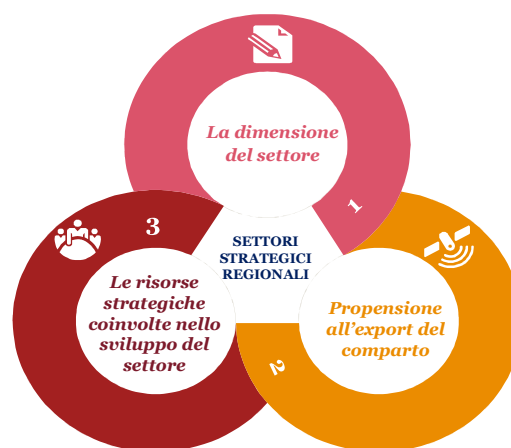 La dimensione
del settore
1
3
SETTORI
STRATEGICI
REGIONALI
Le risorse
strategiche
coinvolte nello
sviluppo del
settore
Propensione
all'export del
comparto
2